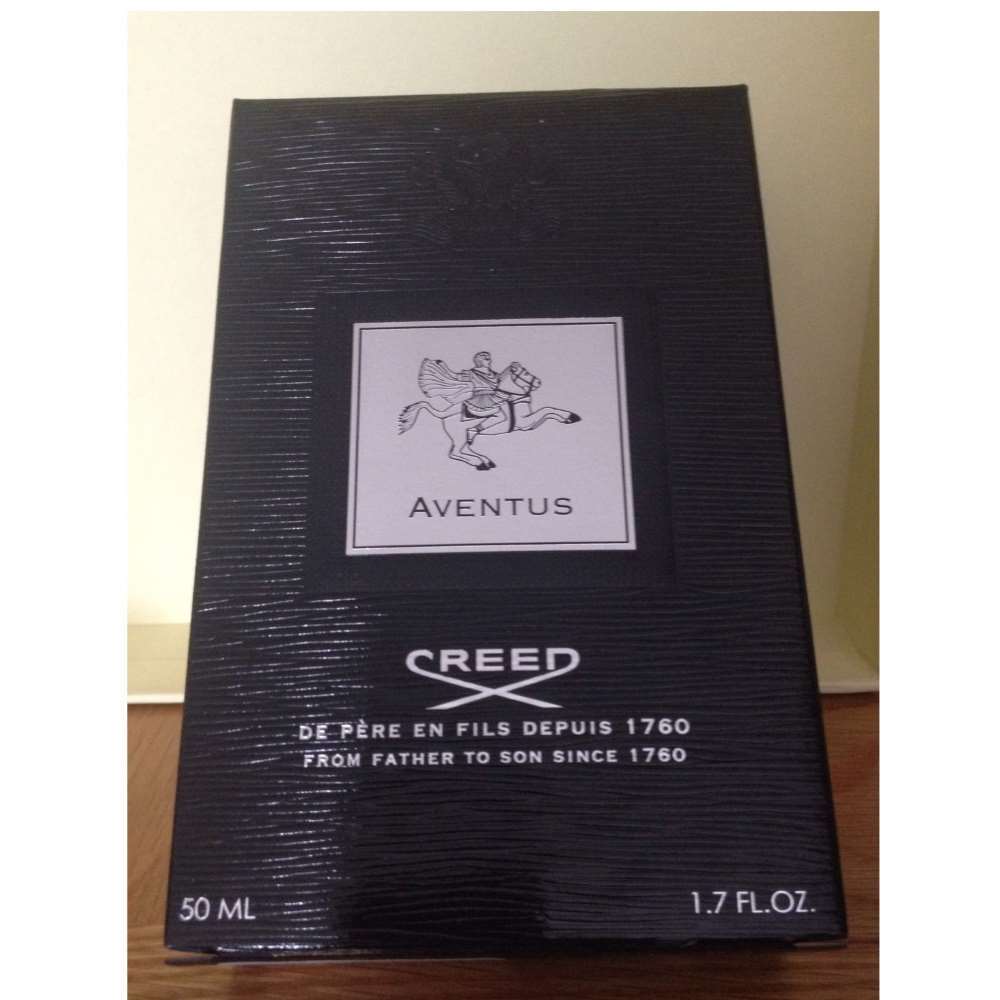 AVENTUS
CREED
DE PÈRE EN FILS DEPUIS 1760
FROM FATHER TO SON SINCE 1760
50 ML
1.7 FL.OZ.